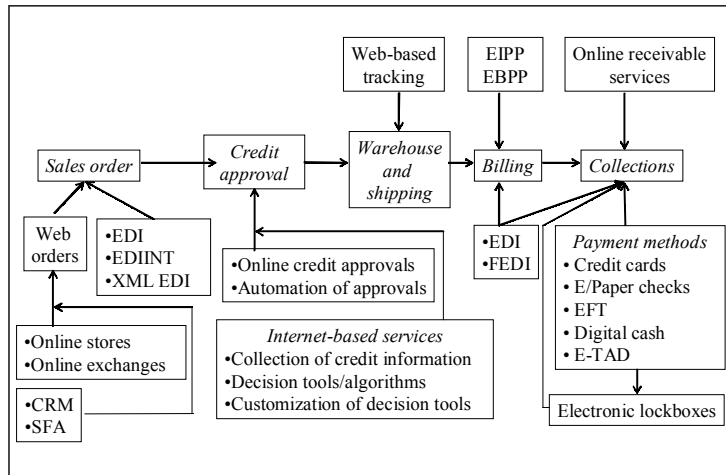 Web-based
tracking
EIPP
EBPP
Online receivable
services
Sales order
Credit
approval
Warehouse
and
shipping
Billing
Collections
Web
orders
•EDI
•EDIINT
•XML EDI
•Online credit approvals
•Automation of approvals
•EDI
•FEDI
Payment methods
• Credit cards
• E/Paper checks
• EFT
• Digital cash
• E-TAD
•Online stores
•Online exchanges
Internet-based services
•Collection of credit information
•Decision tools/algorithms
•Customization of decision tools
•CRM
•SFA
Electronic lockboxes